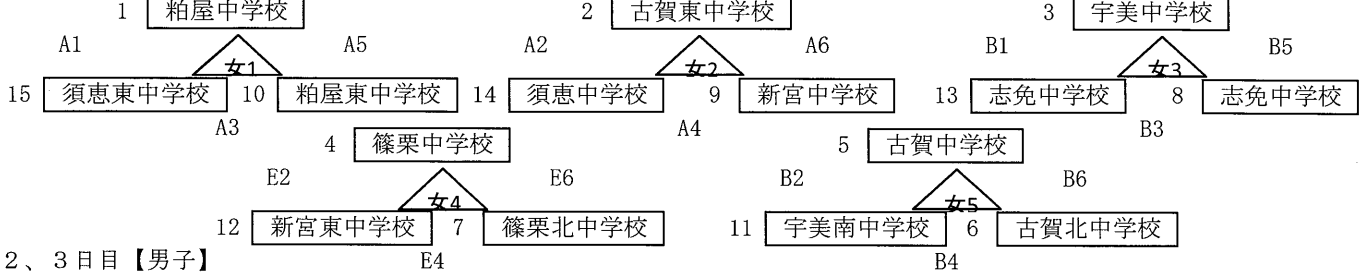 1 粕屋中学校 2 古賀東中学校 3 宇美中学校
A1 A5 A2 A6 B1 B5
女1 女2 女3
15 須恵東中学校 10 粕屋東中学校 14 須恵中学校 9 新宮中学校 13 志免中学校 8 志免中学校
A3 A4 B3
4 篠栗中学校 5 古賀中学校
E2 E6 B2 B6
女4 女5
12 新宮東中学校 7 篠栗北中学校 11 宇美南中学校 6 古賀北中学校
2、3日目【男子】 E4 B4